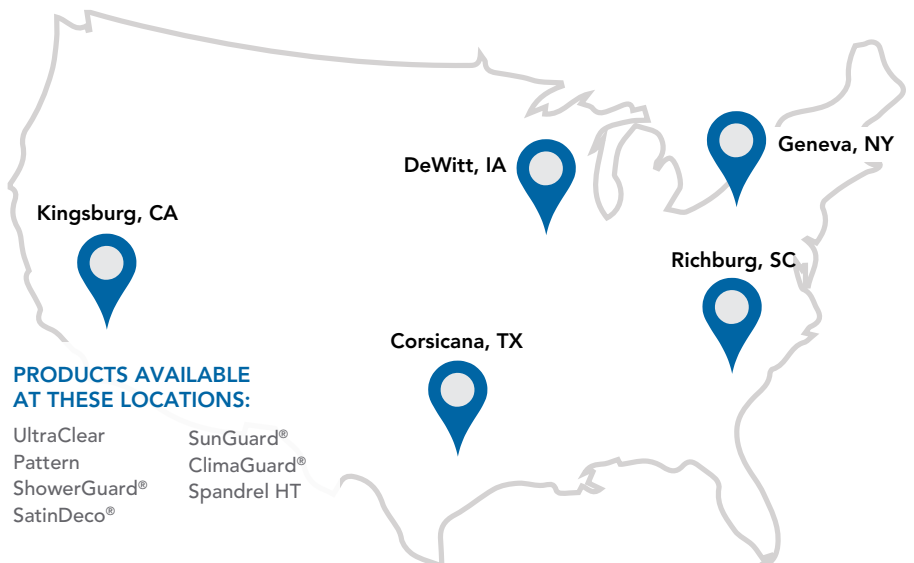 Geneva, NY
DeWitt, IA
Kingsburg, CA
Richburg, SC
Corsicana, TX
PRODUCTS AVAILABLE
AT THESE LOCATIONS:
UltraClear
Pattern
ShowerGuard®
SatinDeco®
SunGuard®
ClimaGuard®
Spandrel HT